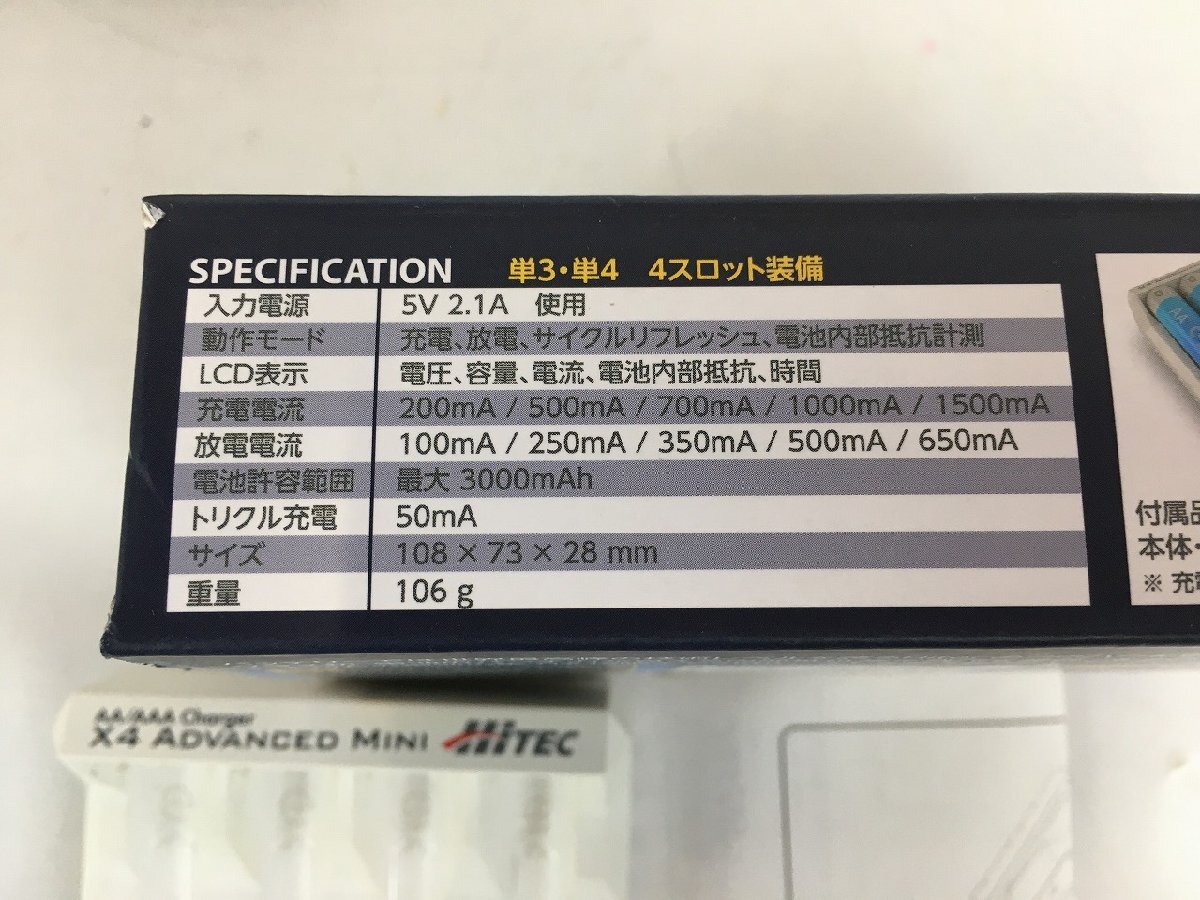 SPECIFICATION 単3・単4 4スロット装備
入力電源 5V 2.1A 使用
動作モード 充電、放電、サイクルリフレッシュ、電池内部抵抗計測
LCD表示 電圧、容量、電流、電池内部抵抗、時間
充電電流 200mA / 500mA / 700mA / 1000mA / 1500mA
放電電流 100mA / 250mA / 350mA / 500mA / 650mA
電池許容範囲 最大 3000mAh
トリクル充電 50mA
サイズ 108 × 73 × 28 mm
重量 106 g
AA
付属品
本体・
※ 充電
AA/AAA Charger
X4 ADVANCED MINI HiTEC